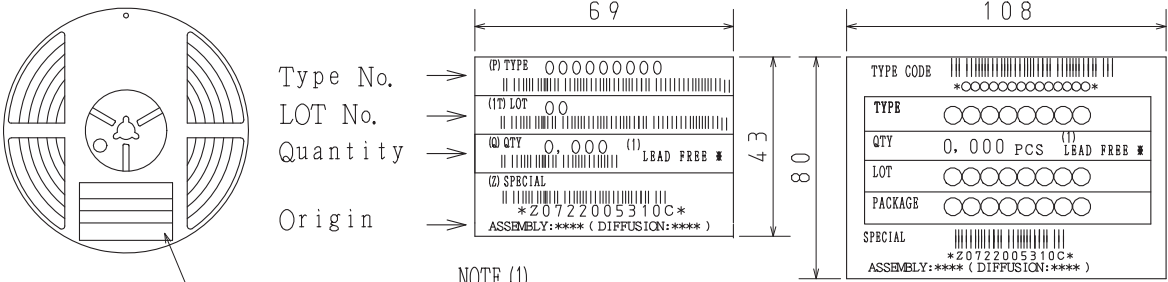 69
108
Type No.
LOT No.
Quantity
Origin
43
(P) TYPE 000000000
(1T) LOT 00
(Q) QTY 0, 000 (1) LEAD FREE *
(Z) SPECIAL
*Z0722005310C*
ASSEMBLY:**** (DIFFUSION:****)
80
TYPE CODE
*○○○○○○○○○○○○○*
TYPE ○○○○○○○○
QTY 0, 000 PCS (1) LEAD FREE *
LOT ○○○○○○○○
PACKAGE ○○○○○○○○
SPECIAL
*Z0722005310C*
ASSEMBLY:**** (DIFFUSION:****)
NOTE (1)